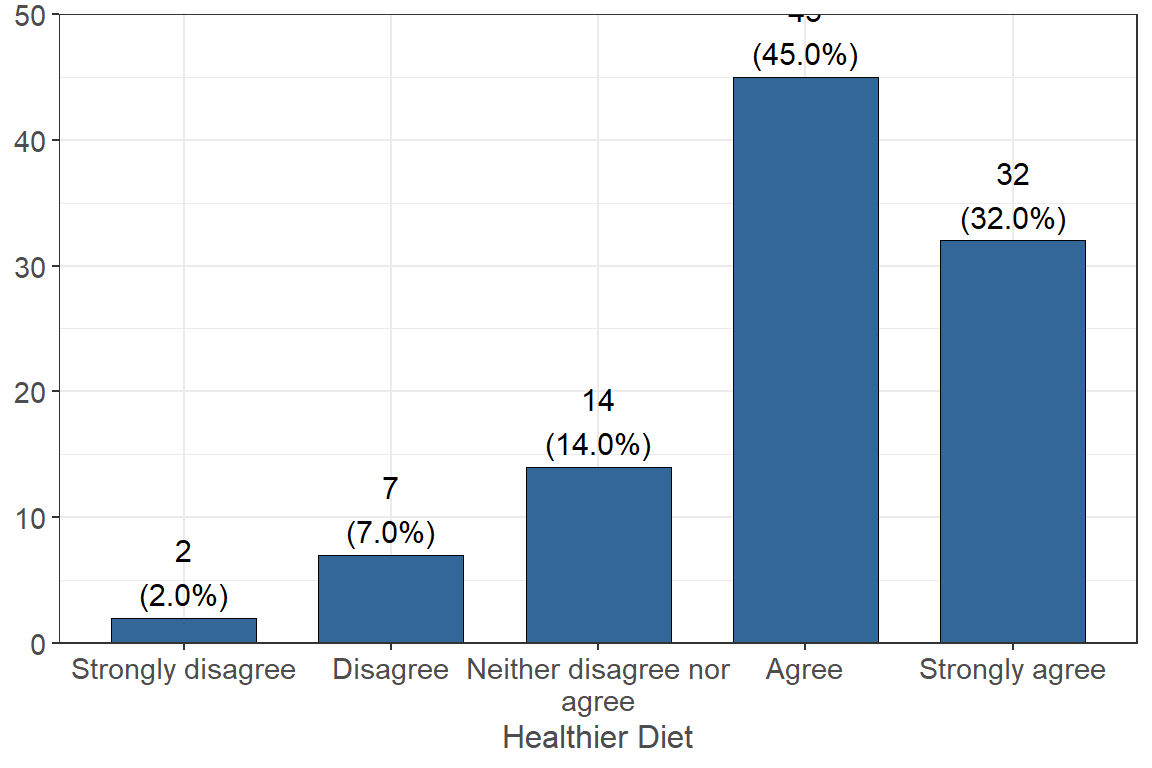 50
40
30
20
10
0
45
(45.0%)
32
(32.0%)
14
(14.0%)
7
(7.0%)
2
(2.0%)
Strongly disagree
Disagree
Neither disagree nor
agree
Agree
Strongly agree
Healthier Diet